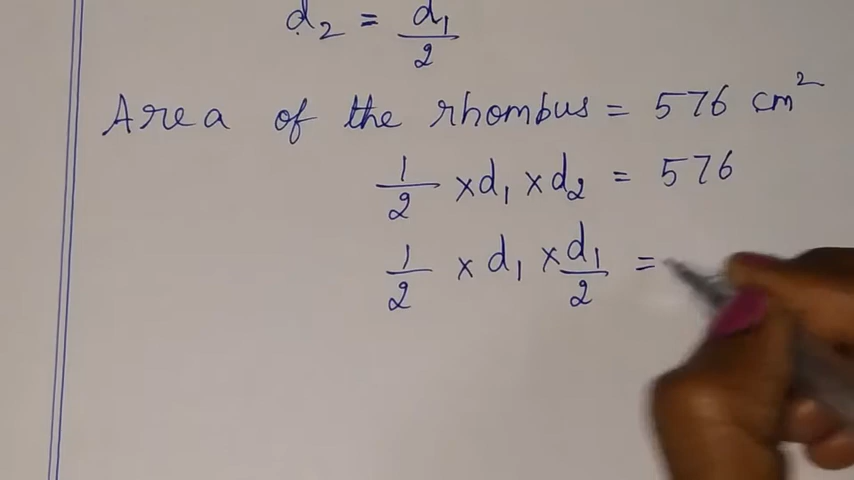 d₂ = d₁/2
Area of the rhombus = 576 cm²
1/2 × d₁ × d₂ = 576
1/2 × d₁ × d₁/2 =